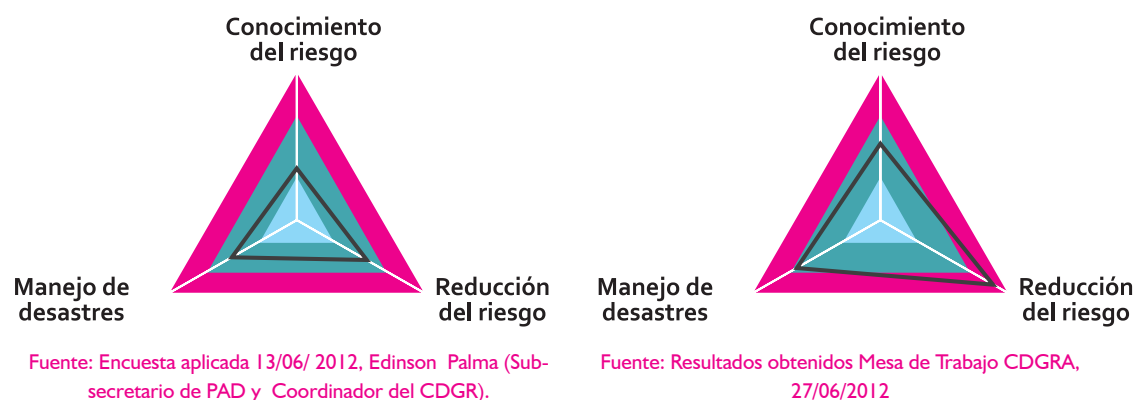 Conocimiento
del riesgo
Manejo de
desastres
Reducción
del riesgo
Fuente: Encuesta aplicada 13/06/ 2012, Edinson Palma (Sub-
secretario de PAD y Coordinador del CDGR).
Conocimiento
del riesgo
Manejo de
desastres
Reducción
del riesgo
Fuente: Resultados obtenidos Mesa de Trabajo CDGRA,
27/06/2012